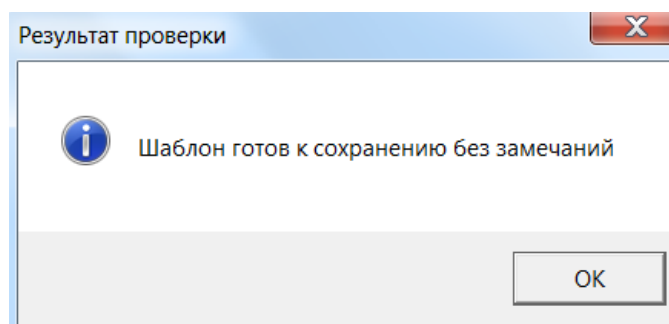 Результат проверки
Шаблон готов к сохранению без замечаний
OK